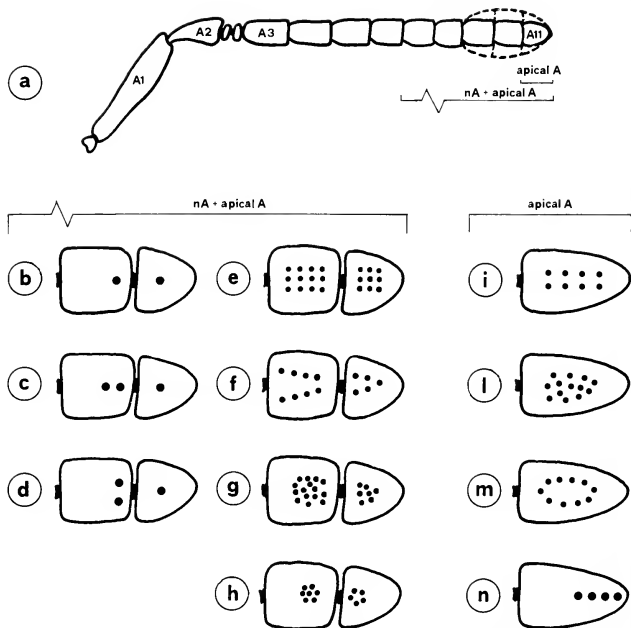 A1 A2 A3 A11
apical A
a
nA + apical A
nA + apical A apical A
b e i
c f l
d g m
h n